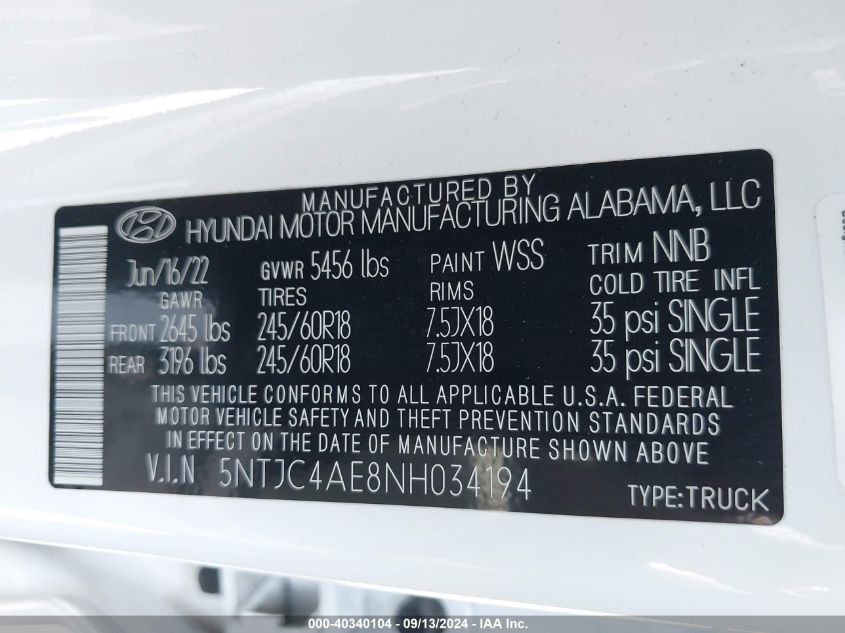 MANUFACTURED BY
HYUNDAI MOTOR MANUFACTURING ALABAMA, LLC
Jun/16/22 GVWR 5456 lbs PAINT WSS TRIM NNB
GAWR TIRES RIMS COLD TIRE INFL
FRONT 2645 lbs 245/60R18 7.5JX18 35 psi SINGLE
REAR 3196 lbs 245/60R18 7.5JX18 35 psi SINGLE
THIS VEHICLE CONFORMS TO ALL APPLICABLE U.S.A. FEDERAL
MOTOR VEHICLE SAFETY AND THEFT PREVENTION STANDARDS
IN EFFECT ON THE DATE OF MANUFACTURE SHOWN ABOVE
V.I.N 5NTJC4AE8NH034194
TYPE:TRUCK
000-40340104 - 09/13/2024 - IAA Inc.